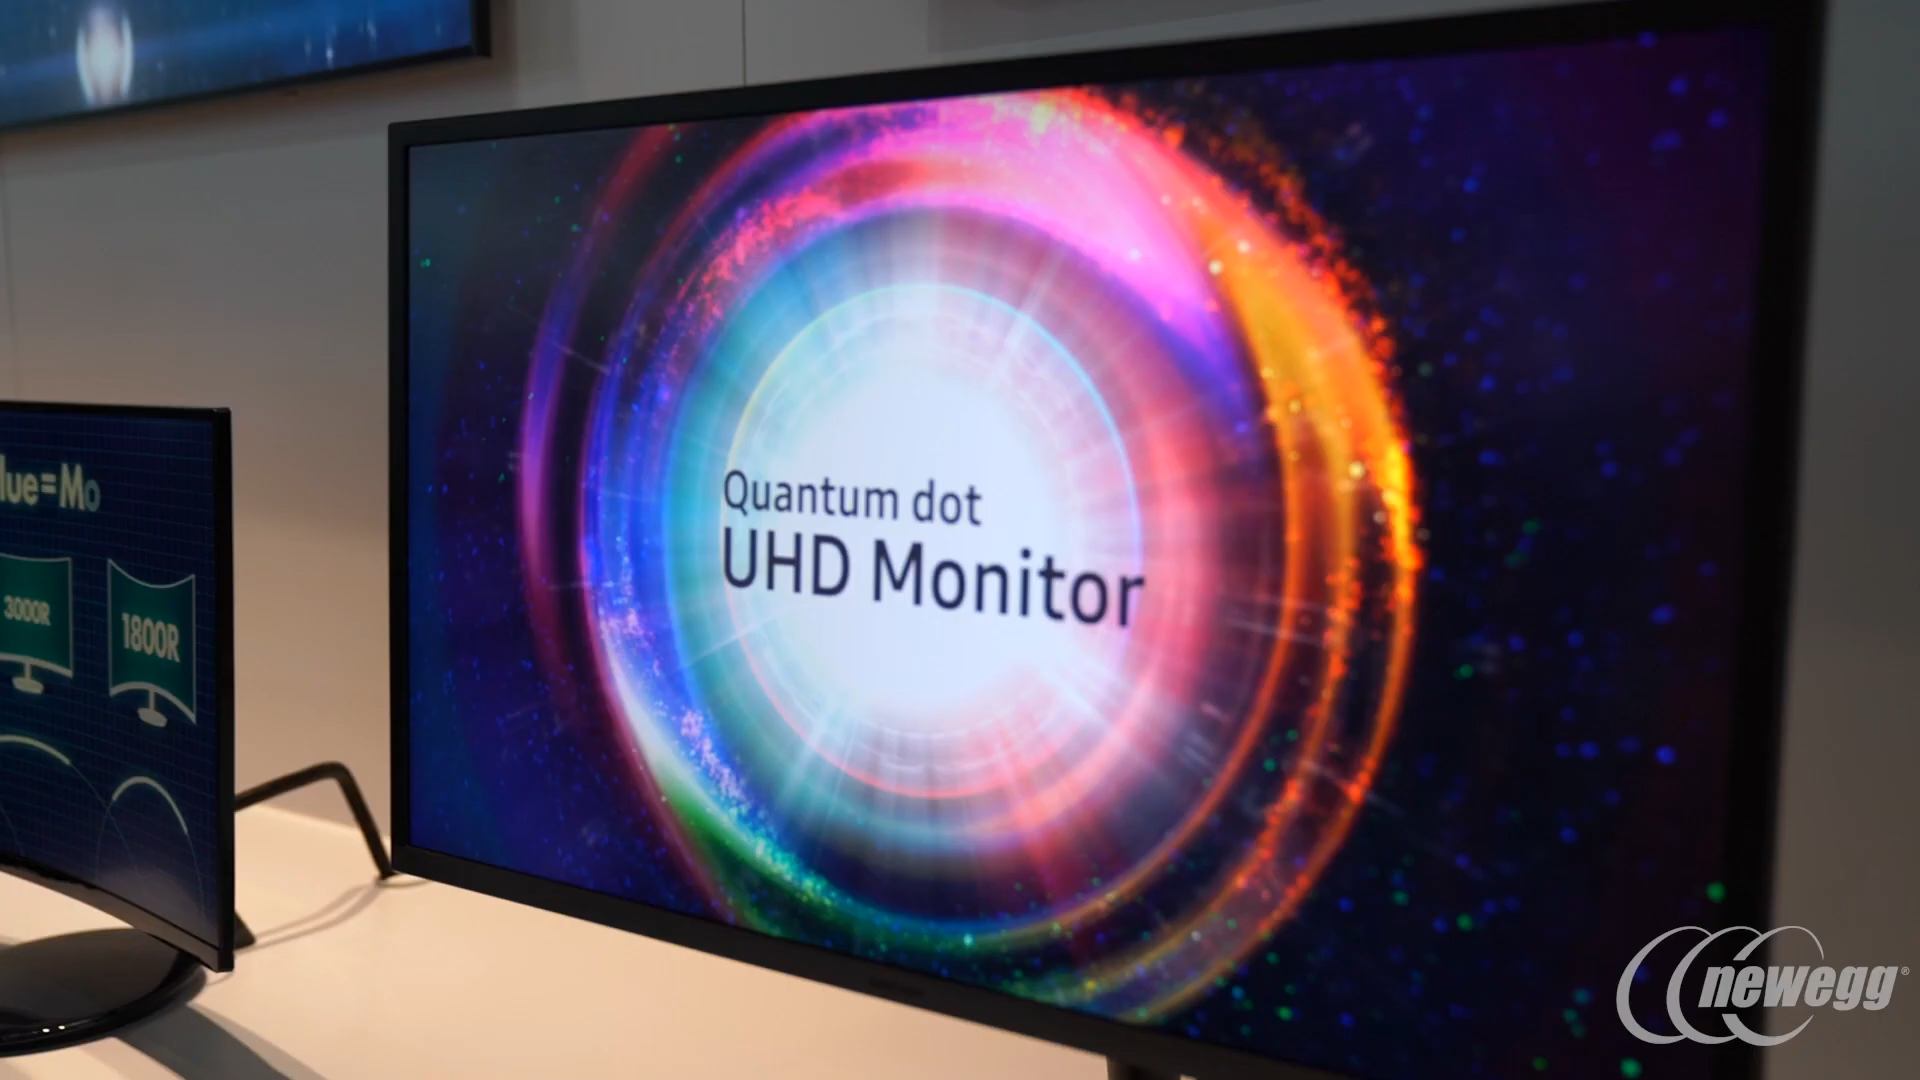 lue=Mo
3000R
1800R
Quantum dot
UHD Monitor
newegg®